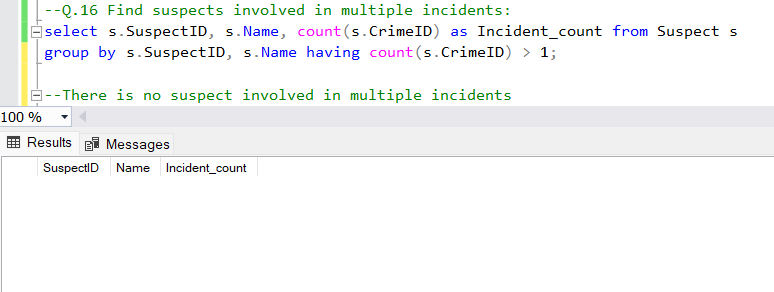 --Q.16 Find suspects involved in multiple incidents:
select s.SuspectID, s.Name, count(s.CrimeID) as Incident_count from Suspect s
group by s.SuspectID, s.Name having count(s.CrimeID) > 1;
--There is no suspect involved in multiple incidents
100 %
Results Messages
SuspectID Name Incident_count